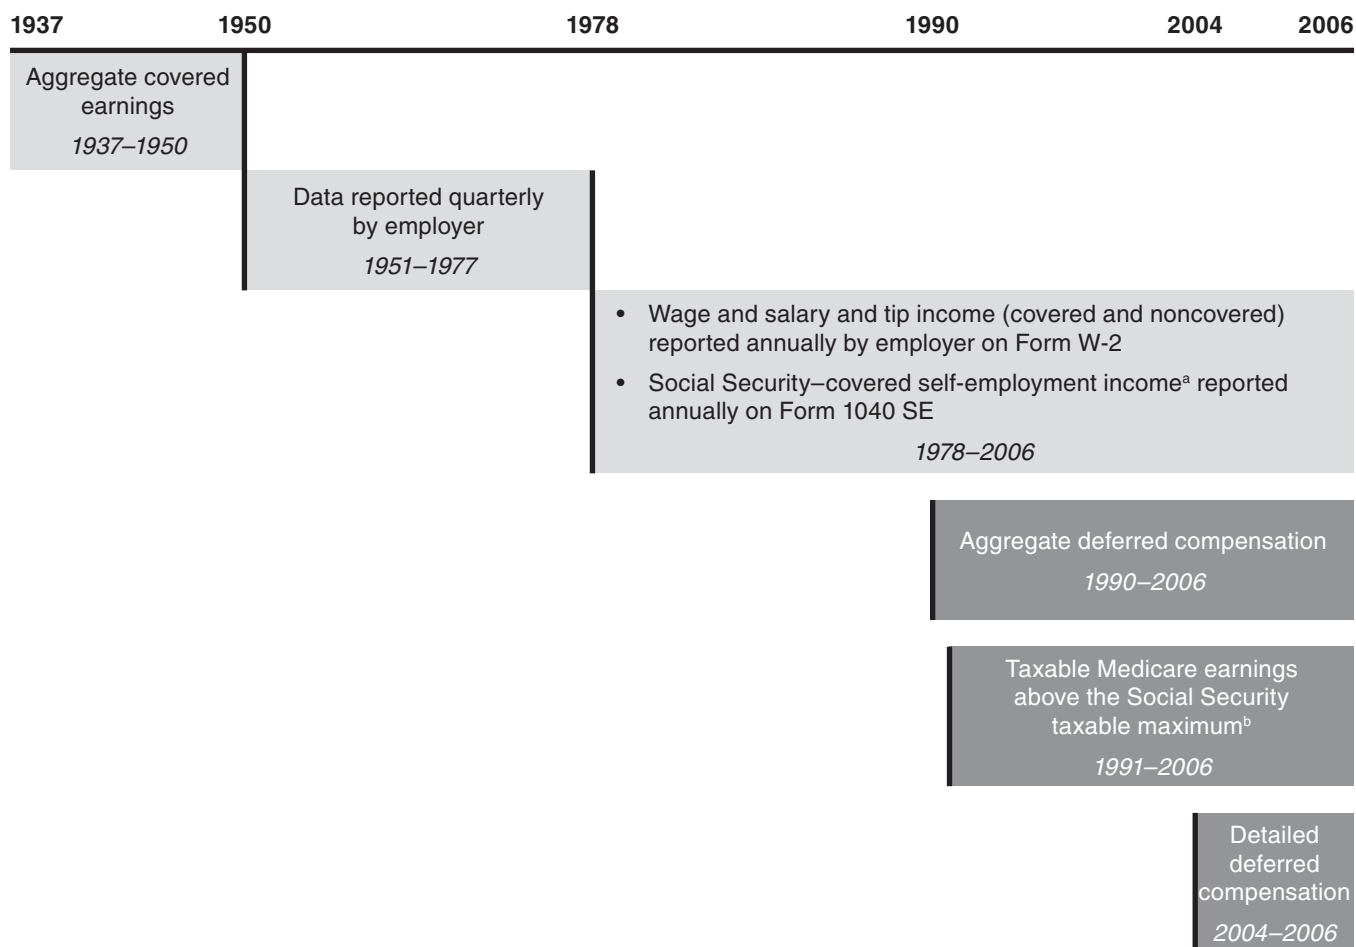 1937 1950 1978 1990 2004 2006
Aggregate covered
earnings
1937–1950
Data reported quarterly
by employer
1951–1977
• Wage and salary and tip income (covered and noncovered)
reported annually by employer on Form W-2
• Social Security–covered self-employment incomeᵃ reported
annually on Form 1040 SE
1978–2006
Aggregate deferred compensation
1990–2006
Taxable Medicare earnings
above the Social Security
taxable maximumᵇ
1991–2006
Detailed
deferred
compensation
2004–2006